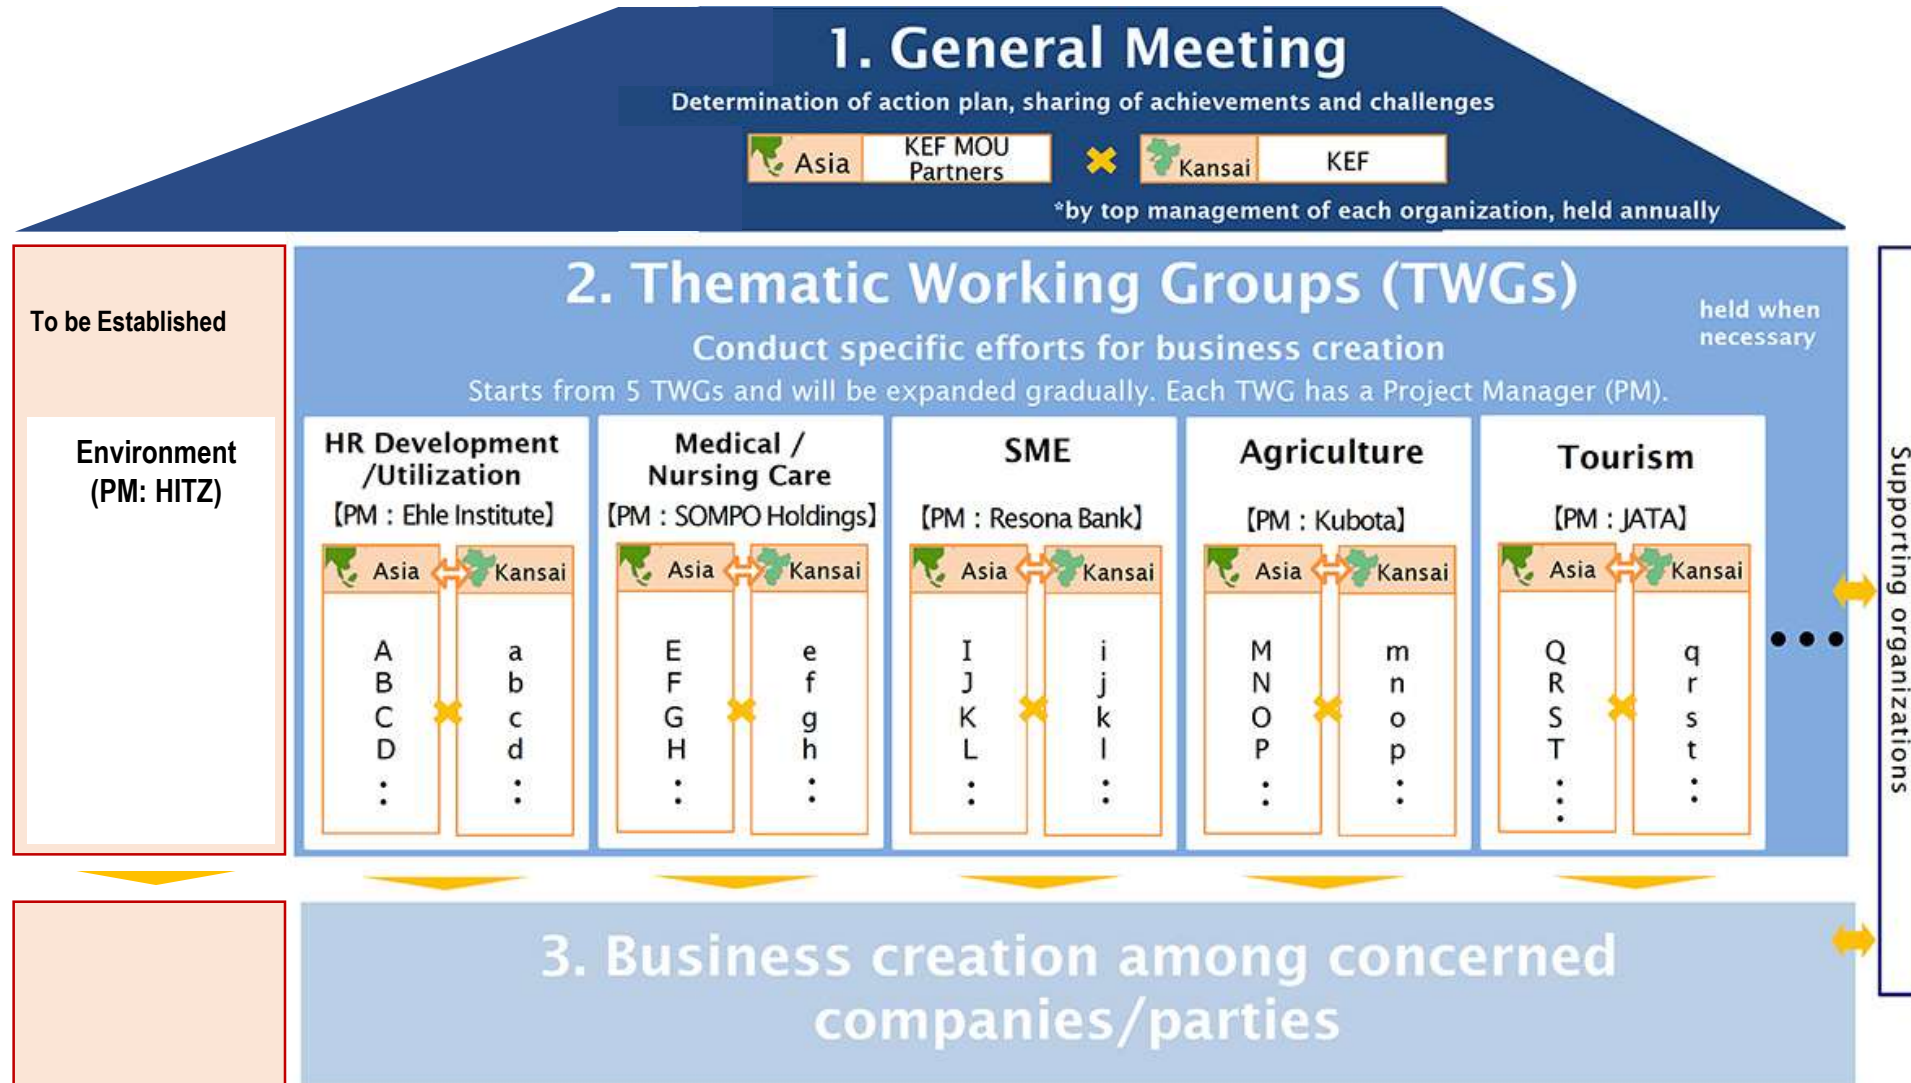 1. General Meeting
Determination of action plan, sharing of achievements and challenges
Asia
KEF MOU
Partners
Kansai
KEF
*by top management of each organization, held annually
To be Established
Environment
(PM: HITZ)
2. Thematic Working Groups (TWGs)
held when
necessary
Conduct specific efforts for business creation
Starts from 5 TWGs and will be expanded gradually. Each TWG has a Project Manager (PM).
HR Development
/Utilization
【PM : Ehle Institute】
Asia
Kansai
A
B
C
D
⋮
a
b
c
d
⋮
Medical /
Nursing Care
【PM : SOMPO Holdings】
Asia
Kansai
E
F
G
H
⋮
e
f
g
h
⋮
SME
【PM : Resona Bank】
Asia
Kansai
I
J
K
L
⋮
i
j
k
l
⋮
Agriculture
【PM : Kubota】
Asia
Kansai
M
N
O
P
⋮
m
n
o
p
⋮
Tourism
【PM : JATA】
Asia
Kansai
Q
R
S
T
⋮
q
r
s
t
⋮
•••
Supporting organizations
3. Business creation among concerned
companies/parties